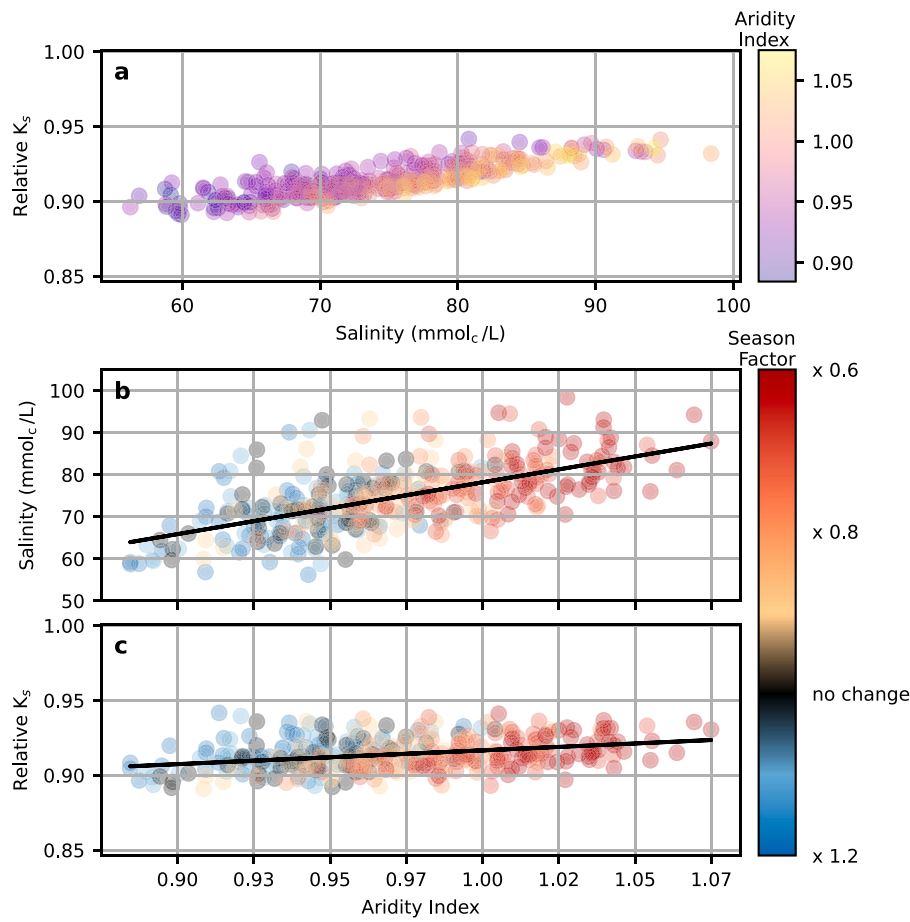 Aridity
Index
a
1.00
0.95
0.90
0.85
Relative Ks
60 70 80 90 100
Salinity (mmolc/L)
1.05
1.00
0.95
0.90
Season
Factor
b
100
90
80
70
60
50
Salinity (mmolc/L)
x 0.6
x 0.8
no change
x 1.2
c
1.00
0.95
0.90
0.85
Relative Ks
0.90 0.93 0.95 0.97 1.00 1.02 1.05 1.07
Aridity Index